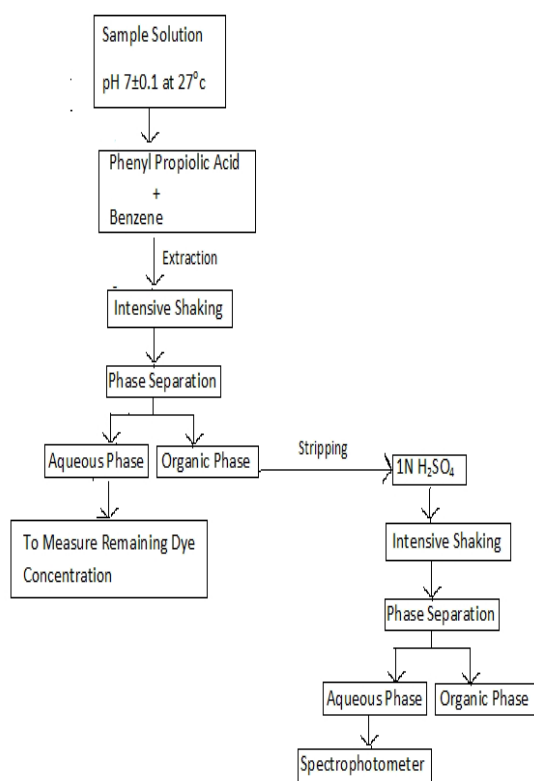 Sample Solution
pH 7±0.1 at 27°c
Phenyl Propiolic Acid
+
Benzene
Extraction
Intensive Shaking
Phase Separation
Aqueous Phase
Organic Phase
Stripping
1N H₂SO₄
To Measure Remaining Dye
Concentration
Intensive Shaking
Phase Separation
Aqueous Phase
Organic Phase
Spectrophotometer